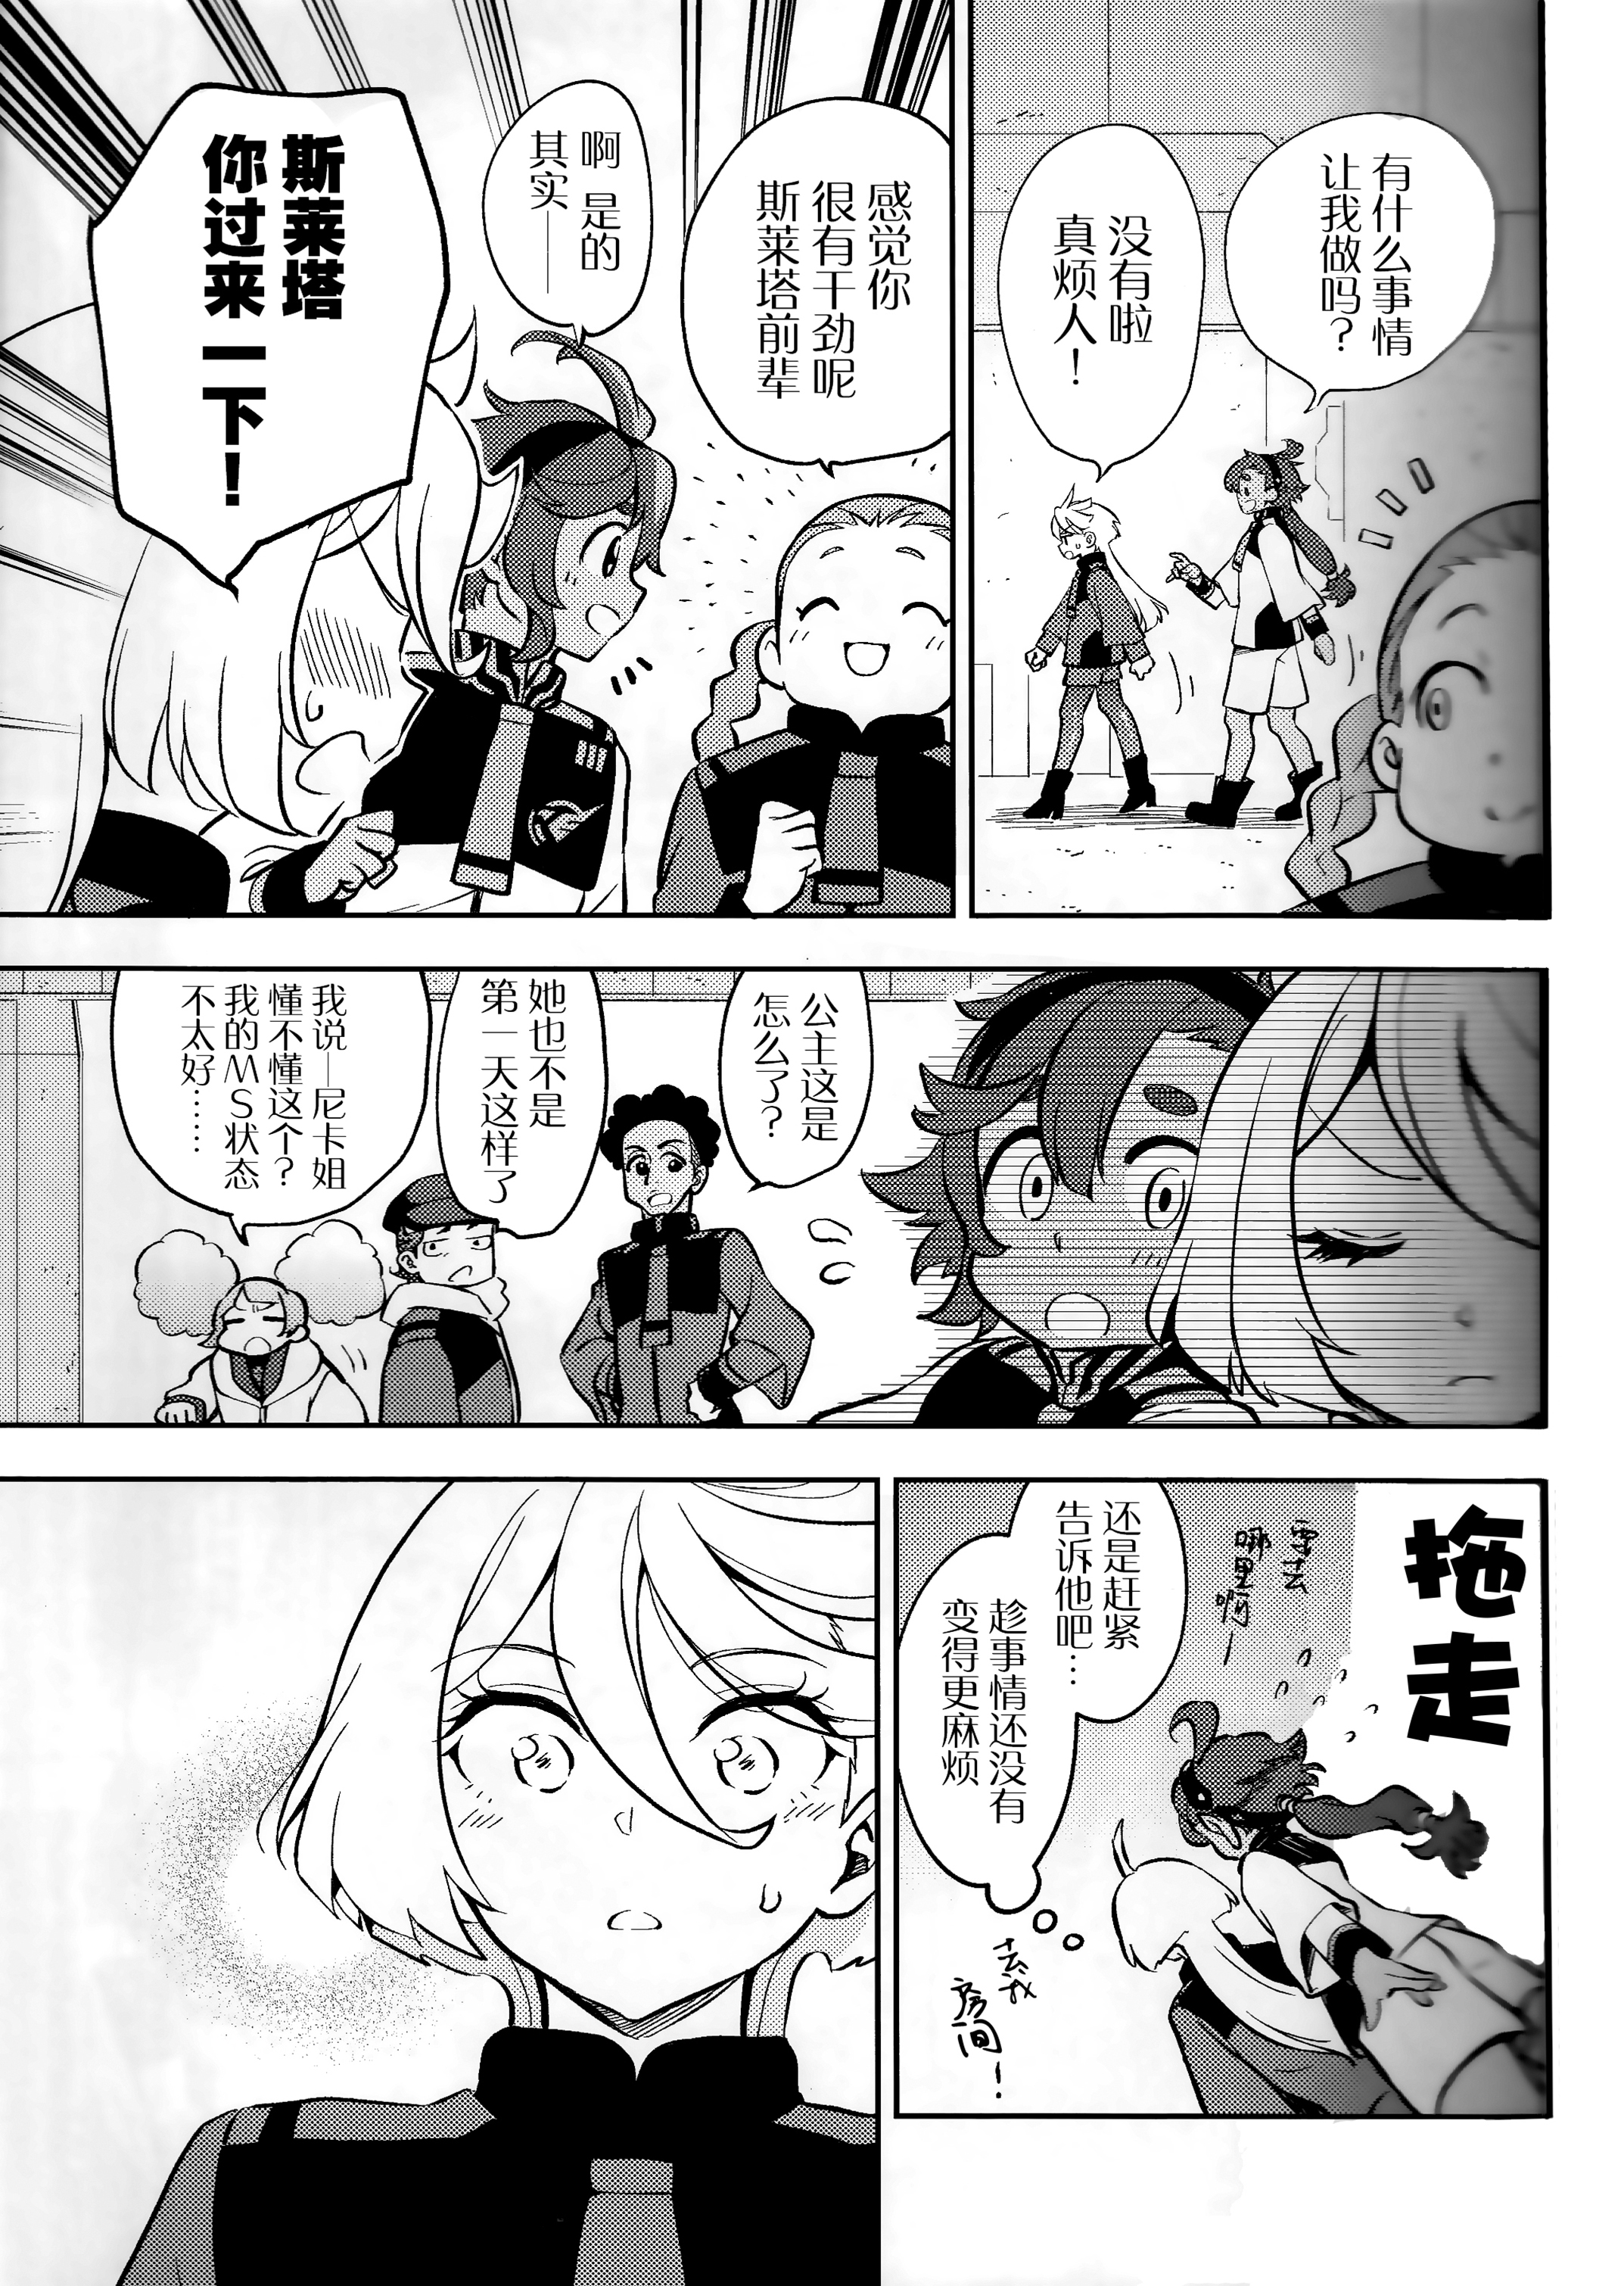 有什么事情
让我做吗？
没有啦
真烦人！
感觉你
很有干劲呢
斯莱塔前辈
啊 是的
其实——
斯莱塔
你过来一下！
公主这是
怎么了？
她也不是
第一天这样了
我说—尼卡姐
懂不懂这个？
我的MS状态
不太好……
拖走
要去
哪里啊—
还是赶紧
告诉他吧…
趁事情还没有
变得更麻烦
去我
房间！